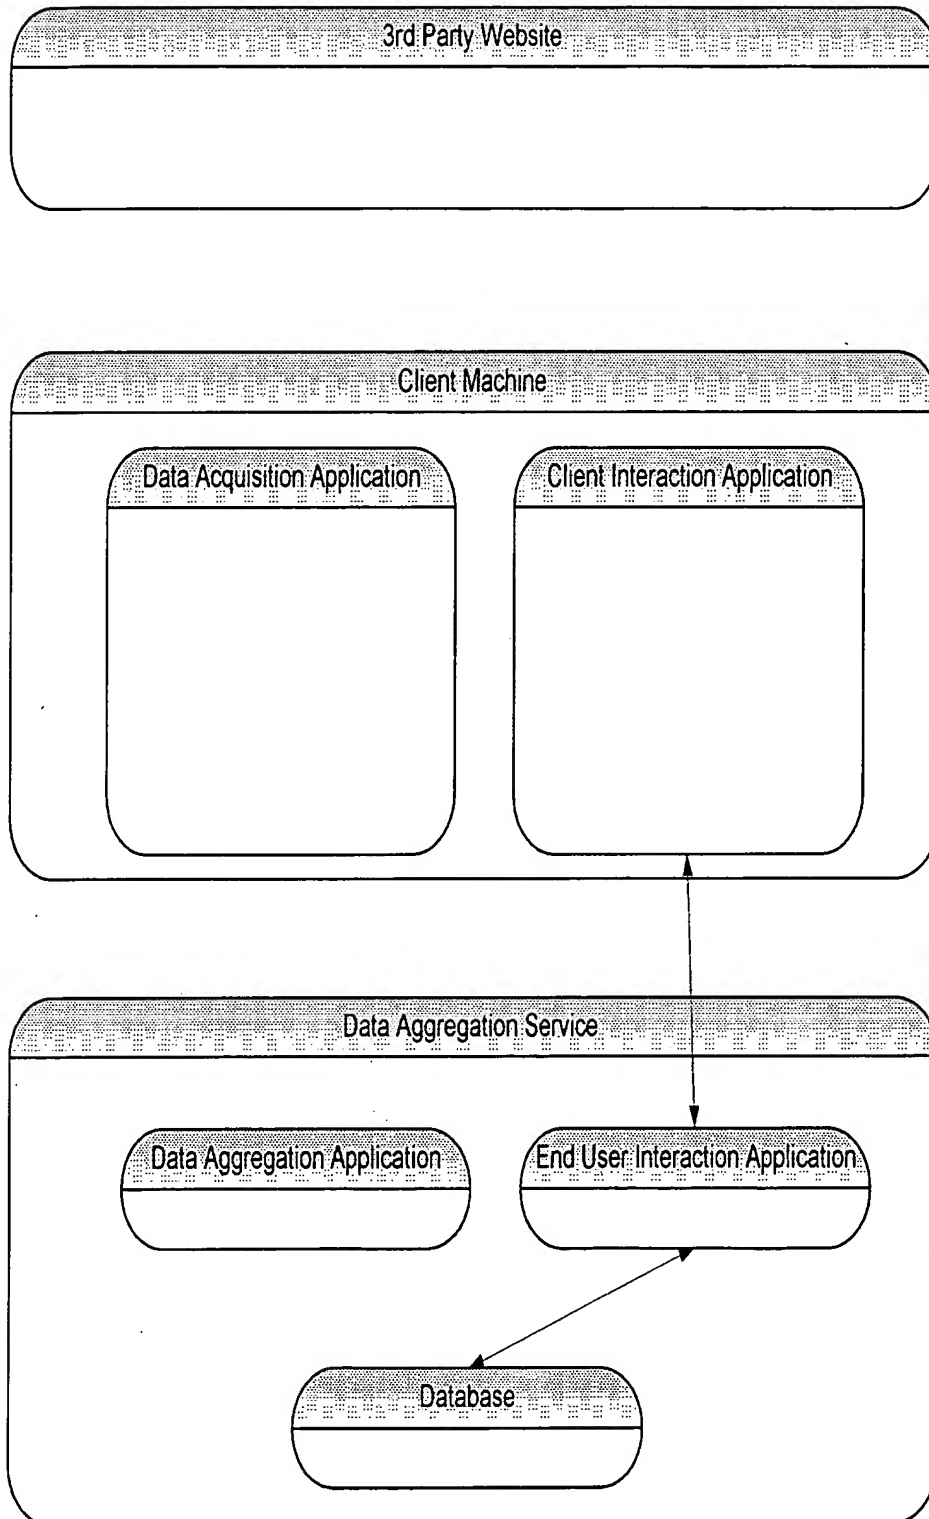 3rd Party Website
Client Machine
Data Acquisition Application
Client Interaction Application
Data Aggregation Service
Data Aggregation Application
End User Interaction Application
Database